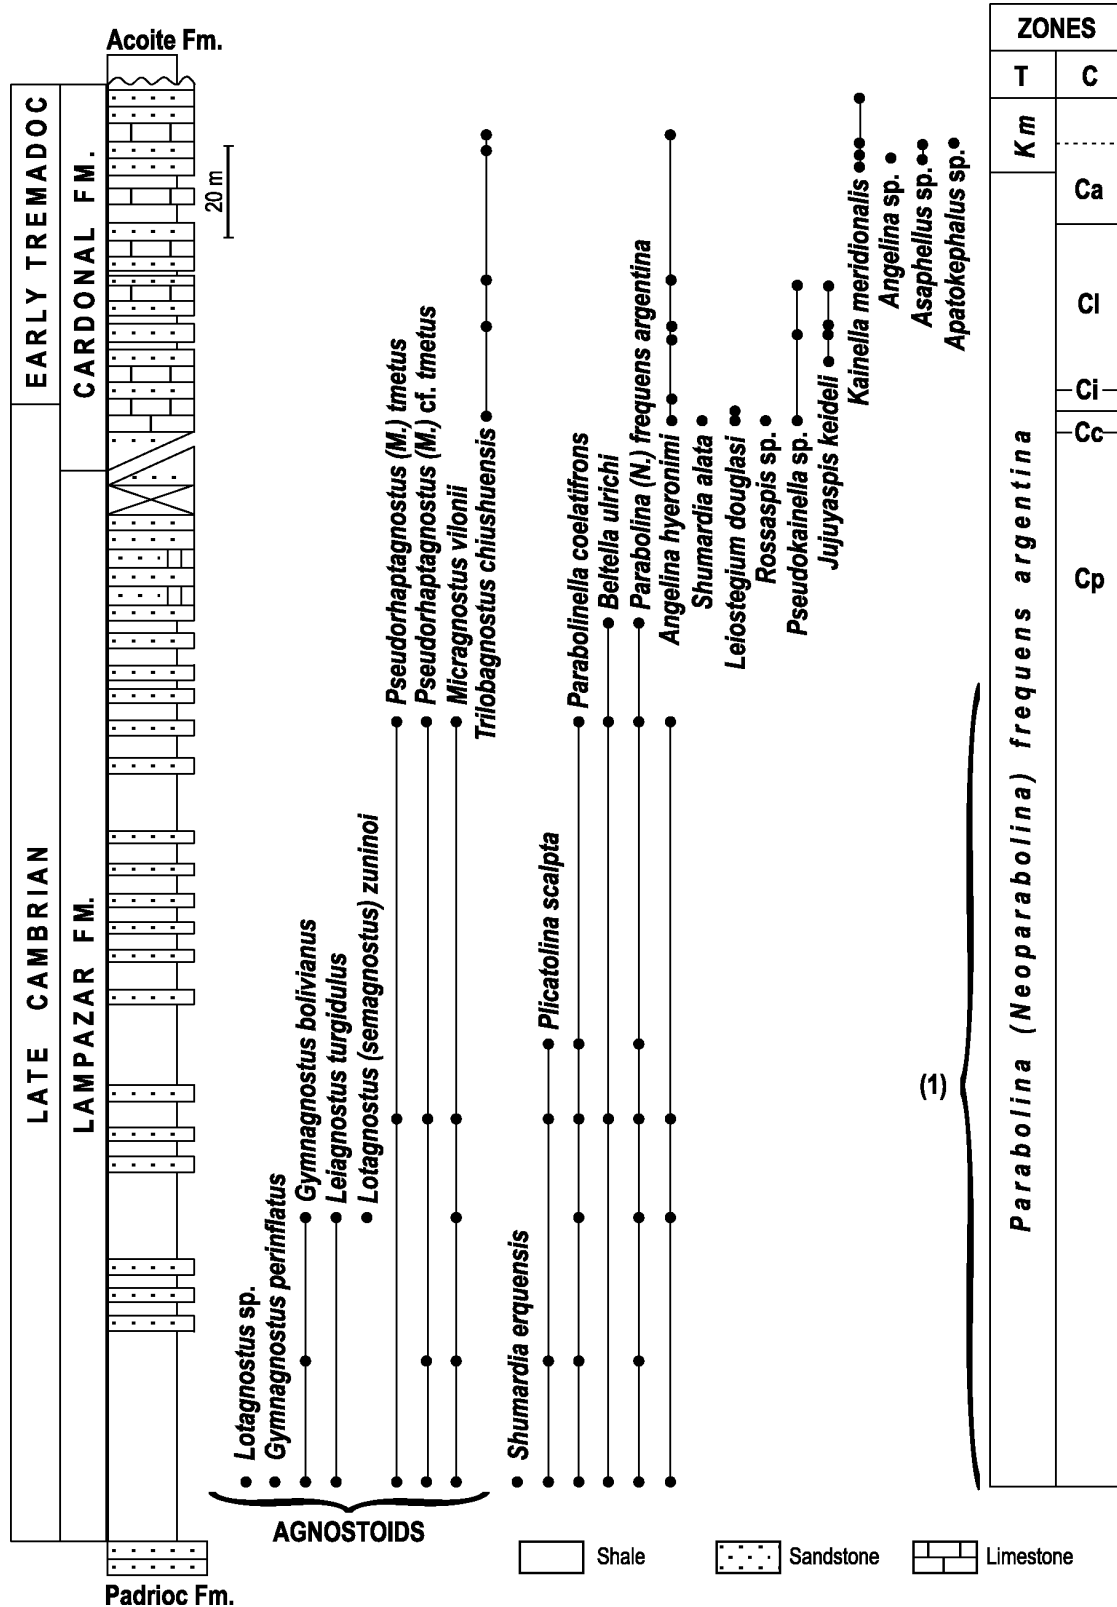 Acoite Fm.
ZONES
T
C
EARLY TREMADOC
CARDONAL FM.
20 m
Km
Ca
Cl
Ci
Cc
Cp
LATE CAMBRIAN
LAMPAZAR FM.
Lotagnostus sp.
Gymnagnostus perinflatus
Gymnagnostus bolivianus
Leiagnostus turgidulus
Lotagnostus (semagnostus) zuninoi
Pseudorhaptagnostus (M.) tmetus
Pseudorhaptagnostus (M.) cf. tmetus
Micragnostus vilonii
Trilobagnostus chiushuensis
Shumardia erquensis
Plicatolina scalpta
Parabolinella coelatifrons
Beltella ulrichi
Parabolina (N.) frequens argentina
Angelina hyeronimi
Shumardia alata
Leiostegium douglasi
Rossaspis sp.
Pseudokainella sp.
Jujuyaspis keideli
Kainella meridionalis
Angelina sp.
Asaphellus sp.
Apatokephalus sp.
(1)
Parabolina (Neoparabolina) frequens argentina
AGNOSTOIDS
Shale
Sandstone
Limestone
Padrioc Fm.